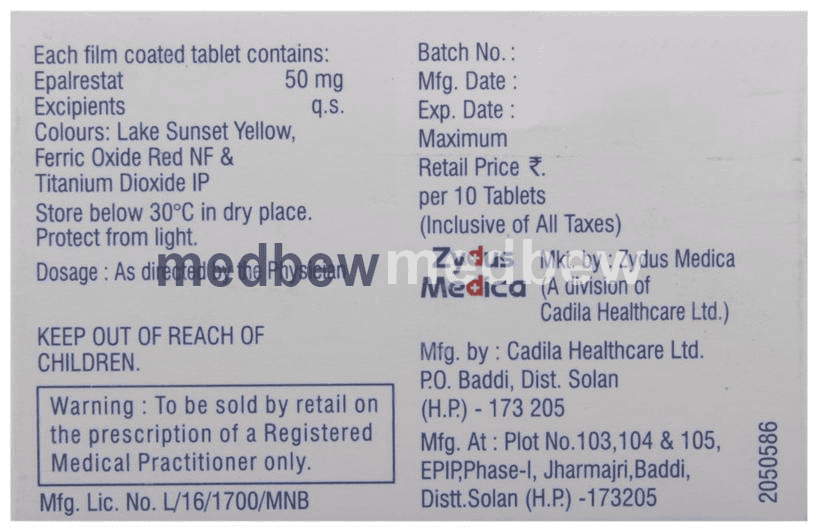 Each film coated tablet contains:
Epalrestat 50 mg
Excipients q.s.
Colours: Lake Sunset Yellow,
Ferric Oxide Red NF &
Titanium Dioxide IP
Store below 30°C in dry place.
Protect from light.
Dosage : As directed by the Physician
medbew medbew
KEEP OUT OF REACH OF
CHILDREN.
Warning : To be sold by retail on
the prescription of a Registered
Medical Practitioner only.
Mfg. Lic. No. L/16/1700/MNB
Batch No. :
Mfg. Date :
Exp. Date :
Maximum
Retail Price ₹.
per 10 Tablets
(Inclusive of All Taxes)
Zydus
Medica
Mkt. by : Zydus Medica
(A division of
Cadila Healthcare Ltd.)
Mfg. by : Cadila Healthcare Ltd.
P.O. Baddi, Dist. Solan
(H.P.) - 173 205
Mfg. At : Plot No.103,104 & 105,
EPIP,Phase-I, Jharmajri,Baddi,
Distt.Solan (H.P.) -173205
2050586